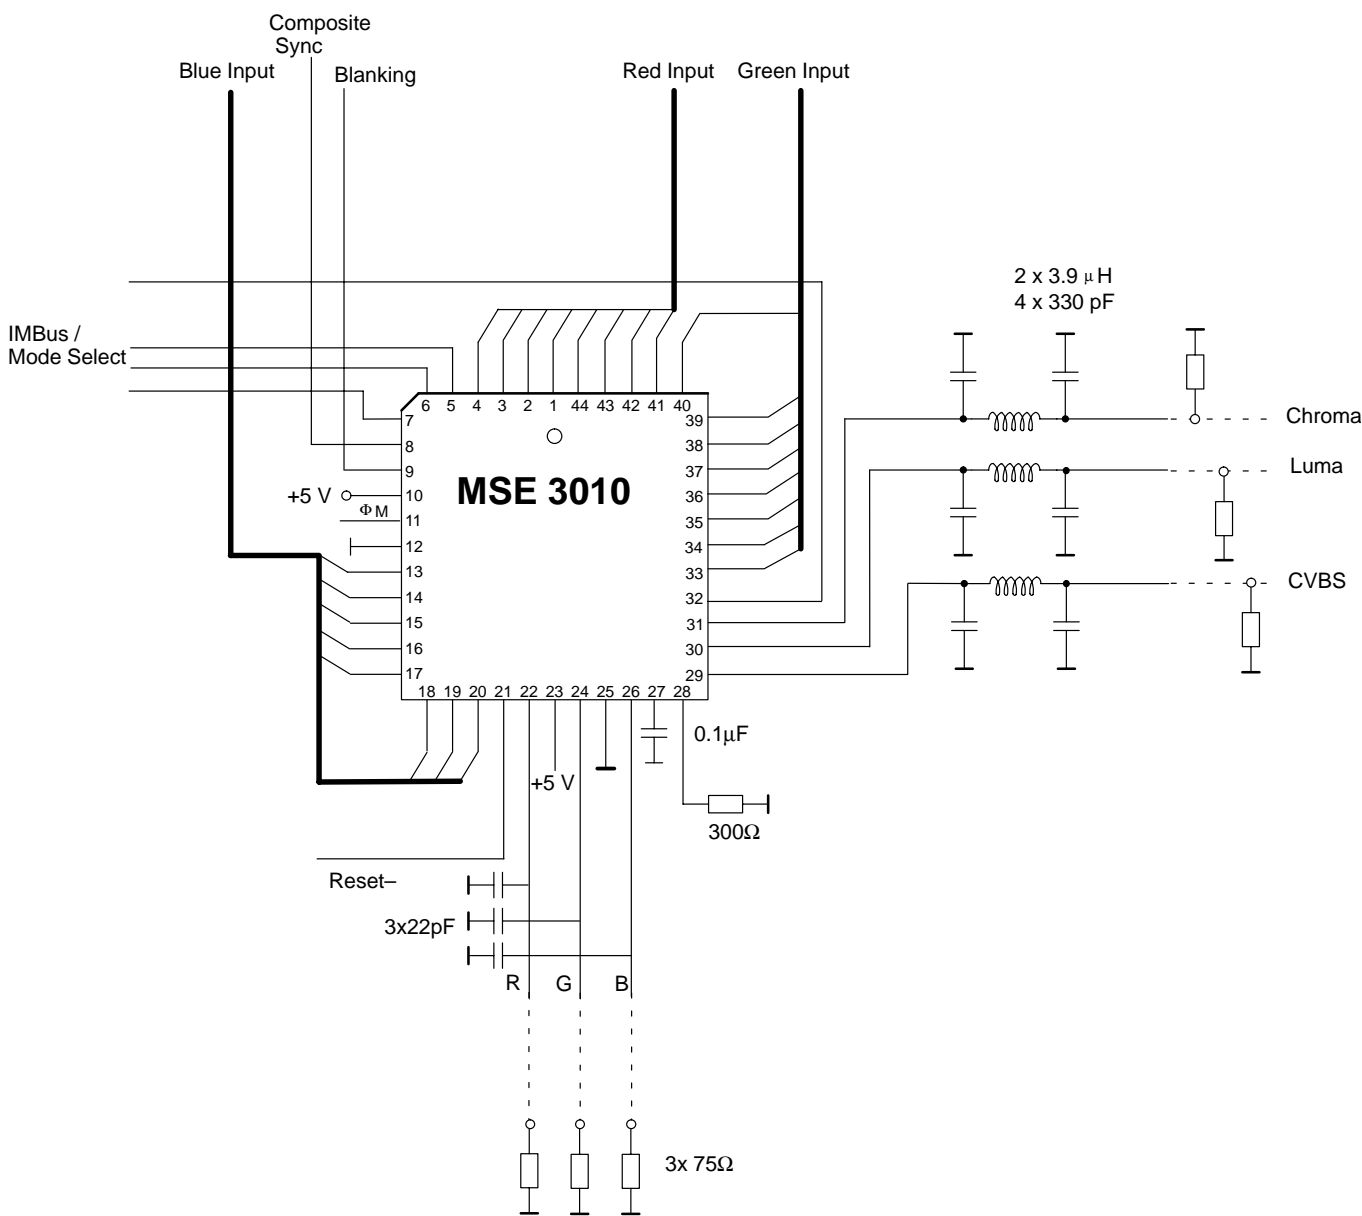 Composite
Sync
Blue Input
Blanking
Red Input
Green Input
2 x 3.9 μH
4 x 330 pF
IMBus /
Mode Select
6 5 4 3 2 1 44 43 42 41 40
7
8
9
10
11
12
13
14
15
16
17
+5 V
ΦM
MSE 3010
39
38
37
36
35
34
33
32
31
30
29
Chroma
Luma
CVBS
18 19 20 21 22 23 24 25 26 27 28
0.1μF
+5 V
300Ω
Reset–
3x22pF
R G B
3x 75Ω